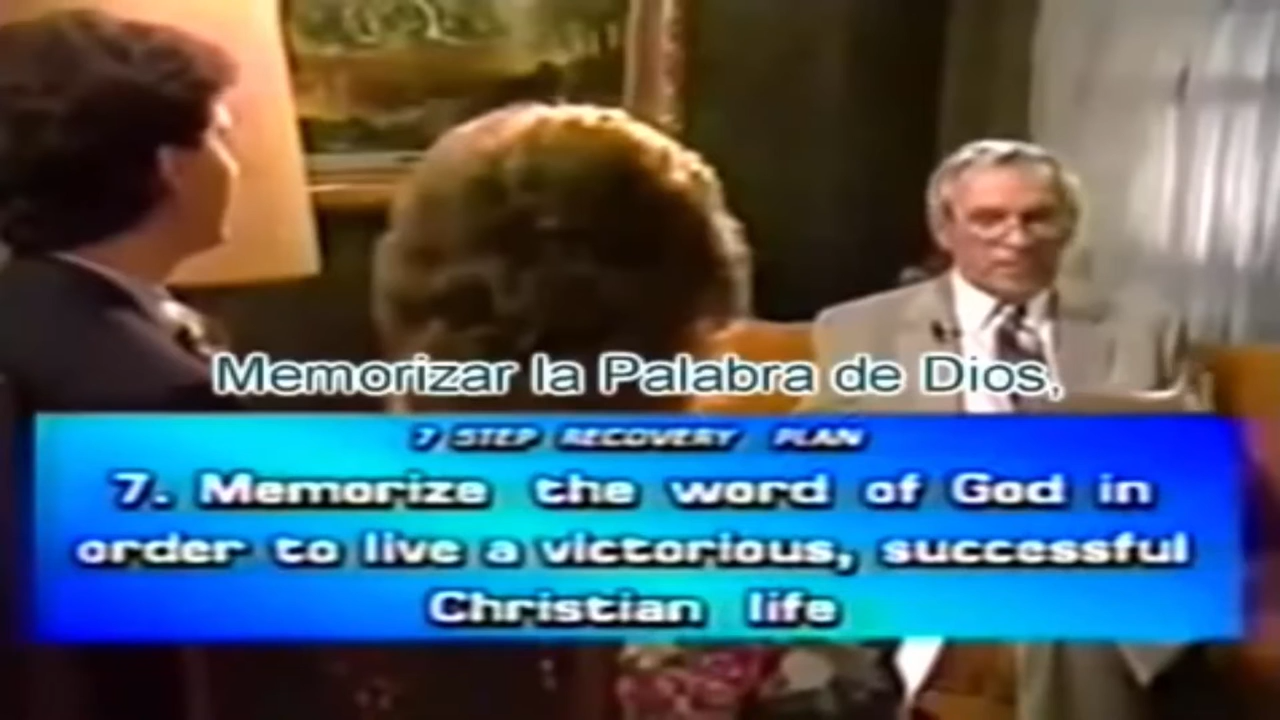 Memorizar la Palabra de Dios,
7 STEP RECOVERY PLAN
7. Memorize the word of God in
order to live a victorious, successful
Christian life